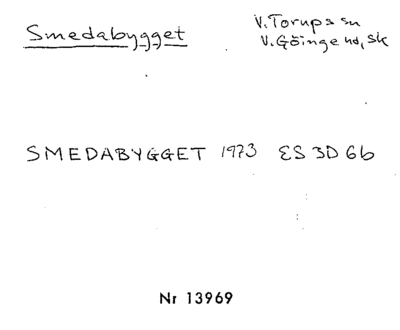 Smedabygget
V. Torups sn
V. Göinge hd, Sk
SMEDABYGGET 1973 ES 3D 6b
Nr 13969